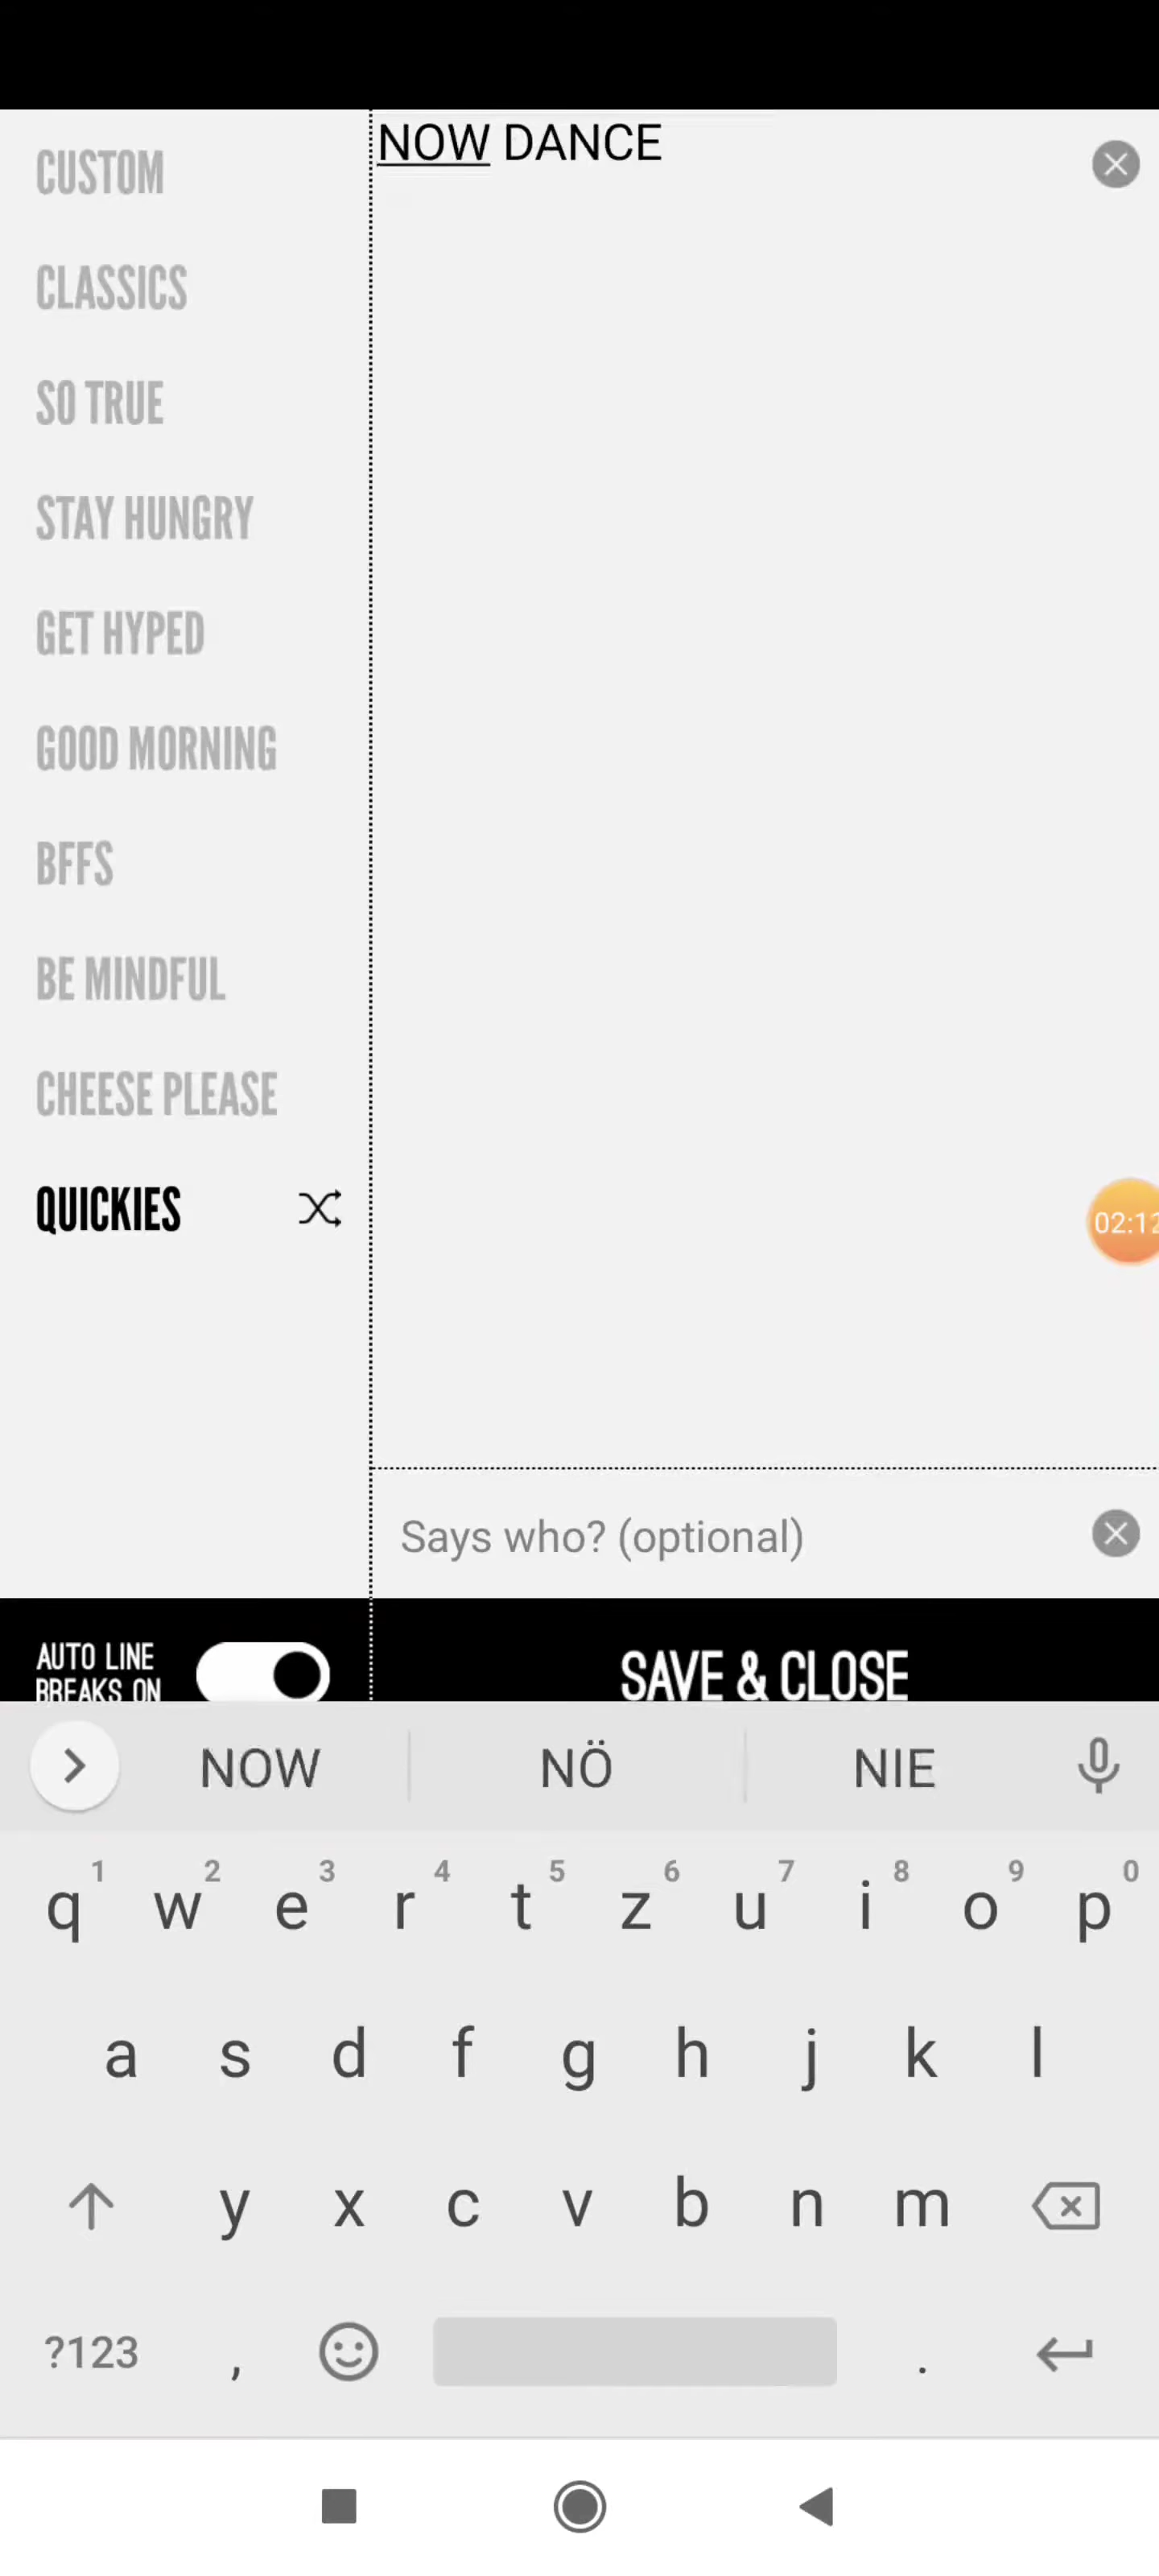 NOW DANCE
CUSTOM
CLASSICS
SO TRUE
STAY HUNGRY
GET HYPED
GOOD MORNING
BFFS
BE MINDFUL
CHEESE PLEASE
QUICKIES
02:12
Says who? (optional)
AUTO LINE
BREAKS ON
SAVE & CLOSE
NOW NÖ NIE
1 2 3 4 5 6 7 8 9 0
q w e r t z u i o p
a s d f g h j k l
y x c v b n m
?123 , .